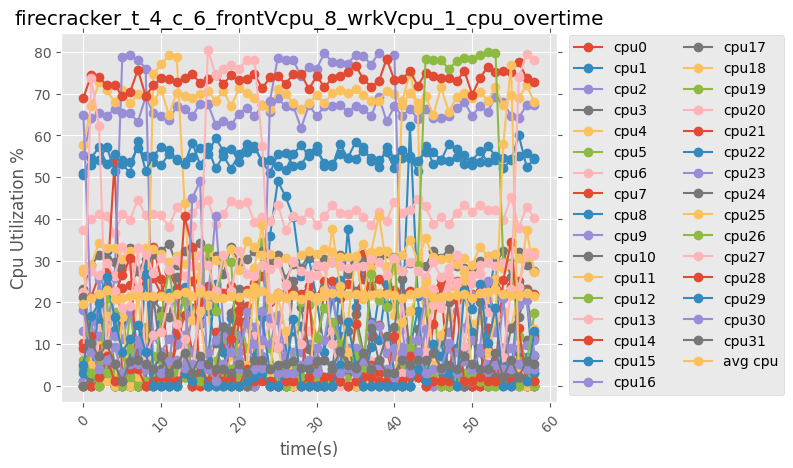 firecracker_t_4_c_6_frontVcpu_8_wrkVcpu_1_cpu_overtime
80
70
60
50
40
30
20
10
0
Cpu Utilization %
0
10
20
30
40
50
60
time(s)
cpu0
cpu1
cpu2
cpu3
cpu4
cpu5
cpu6
cpu7
cpu8
cpu9
cpu10
cpu11
cpu12
cpu13
cpu14
cpu15
cpu16
cpu17
cpu18
cpu19
cpu20
cpu21
cpu22
cpu23
cpu24
cpu25
cpu26
cpu27
cpu28
cpu29
cpu30
cpu31
avg cpu